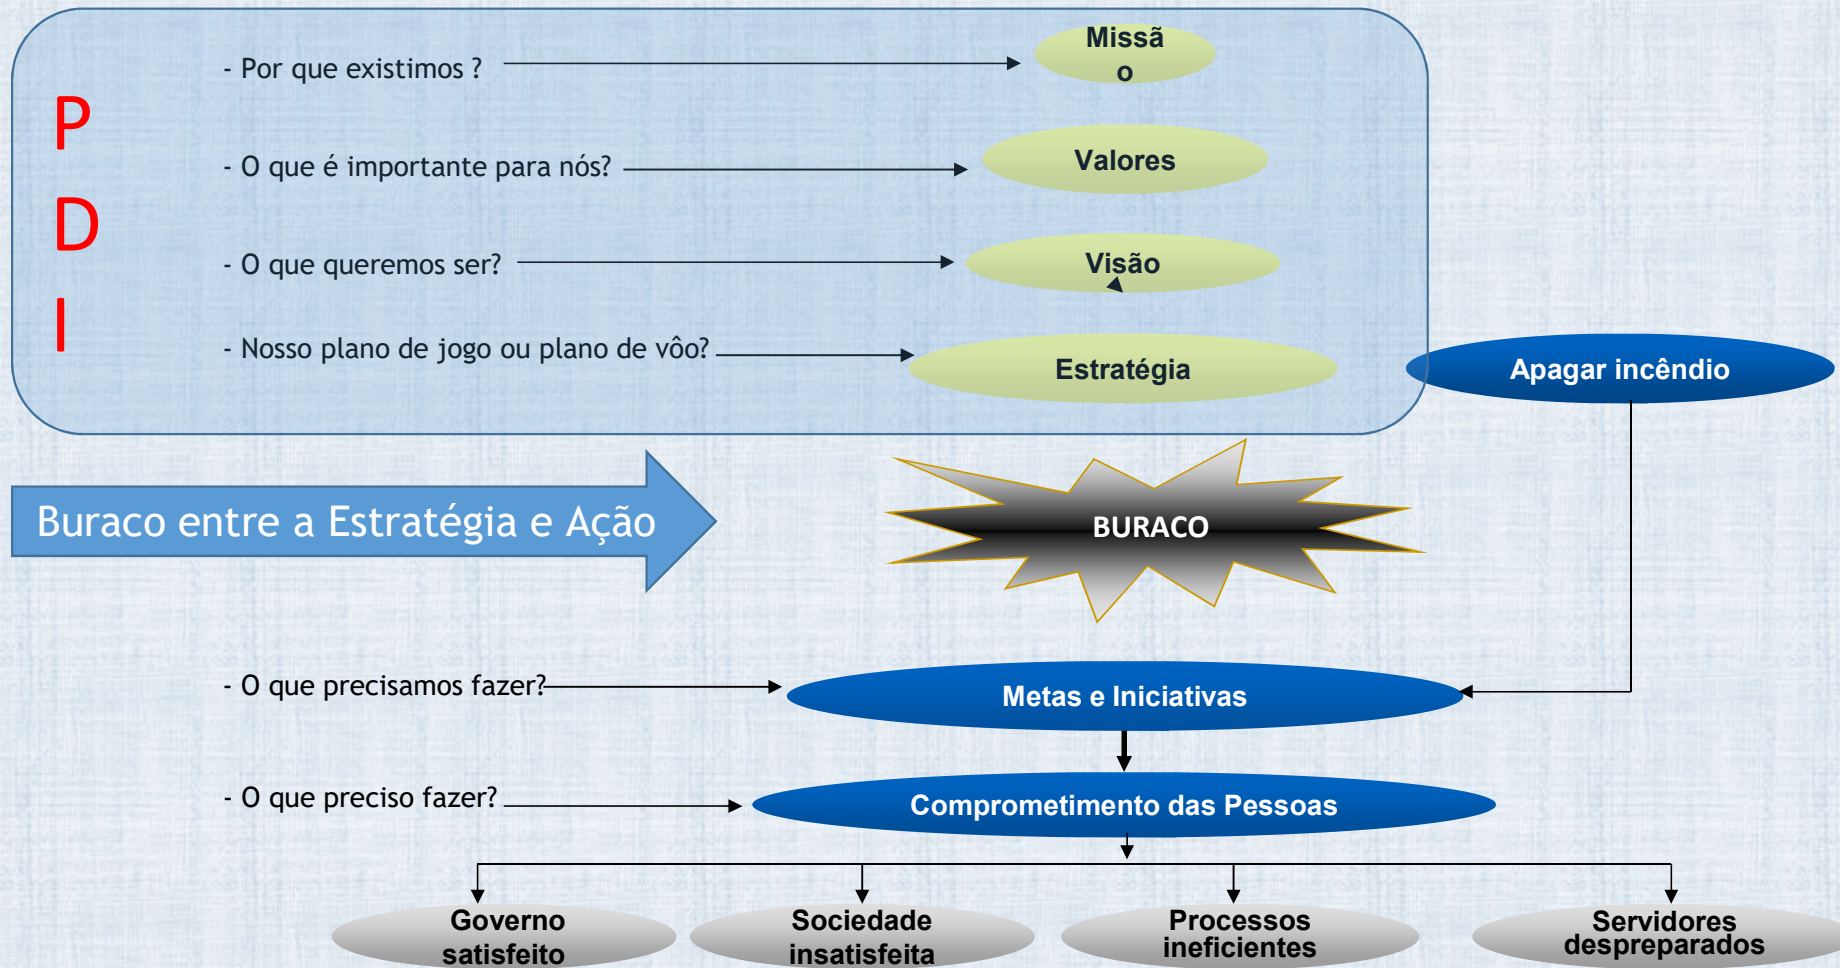 P
D
I
- Por que existimos ?
Missã
o
- O que é importante para nós?
Valores
- O que queremos ser?
Visão
- Nosso plano de jogo ou plano de vôo?
Estratégia
Apagar incêndio
Buraco entre a Estratégia e Ação
BURACO
- O que precisamos fazer?
Metas e Iniciativas
- O que preciso fazer?
Comprometimento das Pessoas
Governo
satisfeito
Sociedade
insatisfeita
Processos
ineficientes
Servidores
despreparados